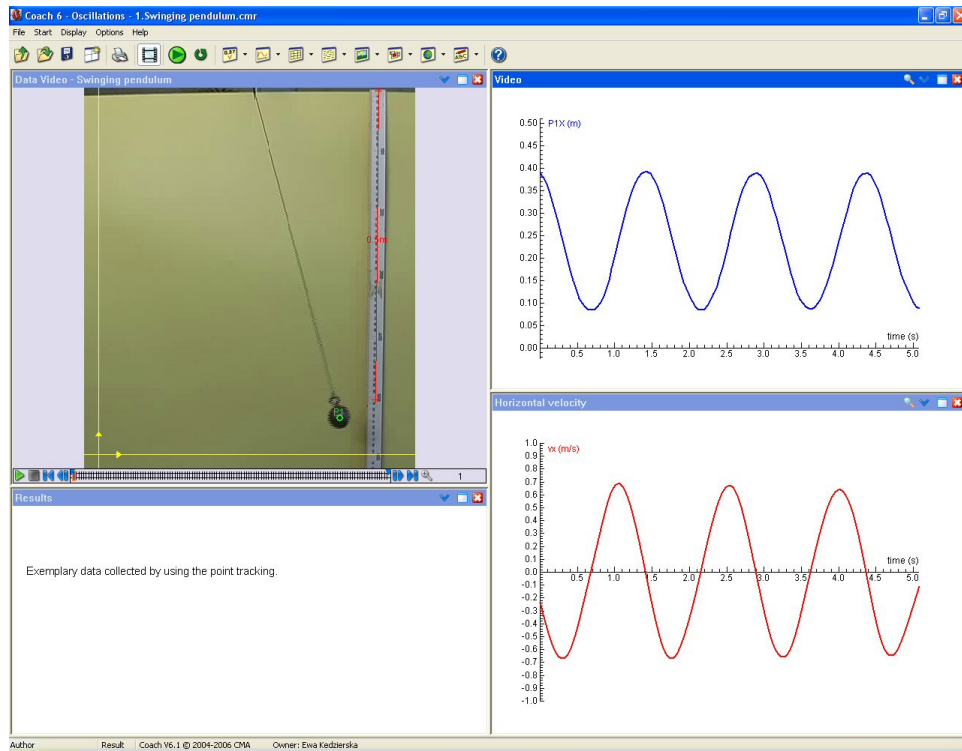 Coach 6 - Oscillations - 1.Swinging pendulum.cmr
File Start Display Options Help
Data Video - Swinging pendulum
P1
1
Video
0.50 P1X (m)
0.45
0.40
0.35
0.30
0.25
0.20
0.15
0.10
0.05
time (s)
0.00
0.5 1.0 1.5 2.0 2.5 3.0 3.5 4.0 4.5 5.0
Results
Exemplary data collected by using the point tracking.
Horizontal velocity
1.0 vx (m/s)
0.9
0.8
0.7
0.6
0.5
0.4
0.3
0.2
0.1 time (s)
0.0
0.5 1.0 1.5 2.0 2.5 3.0 3.5 4.0 4.5 5.0
-0.1
-0.2
-0.3
-0.4
-0.5
-0.6
-0.7
-0.8
-0.9
-1.0
Author Result Coach V6.1 © 2004-2006 CMA Owner: Ewa Kedzierska